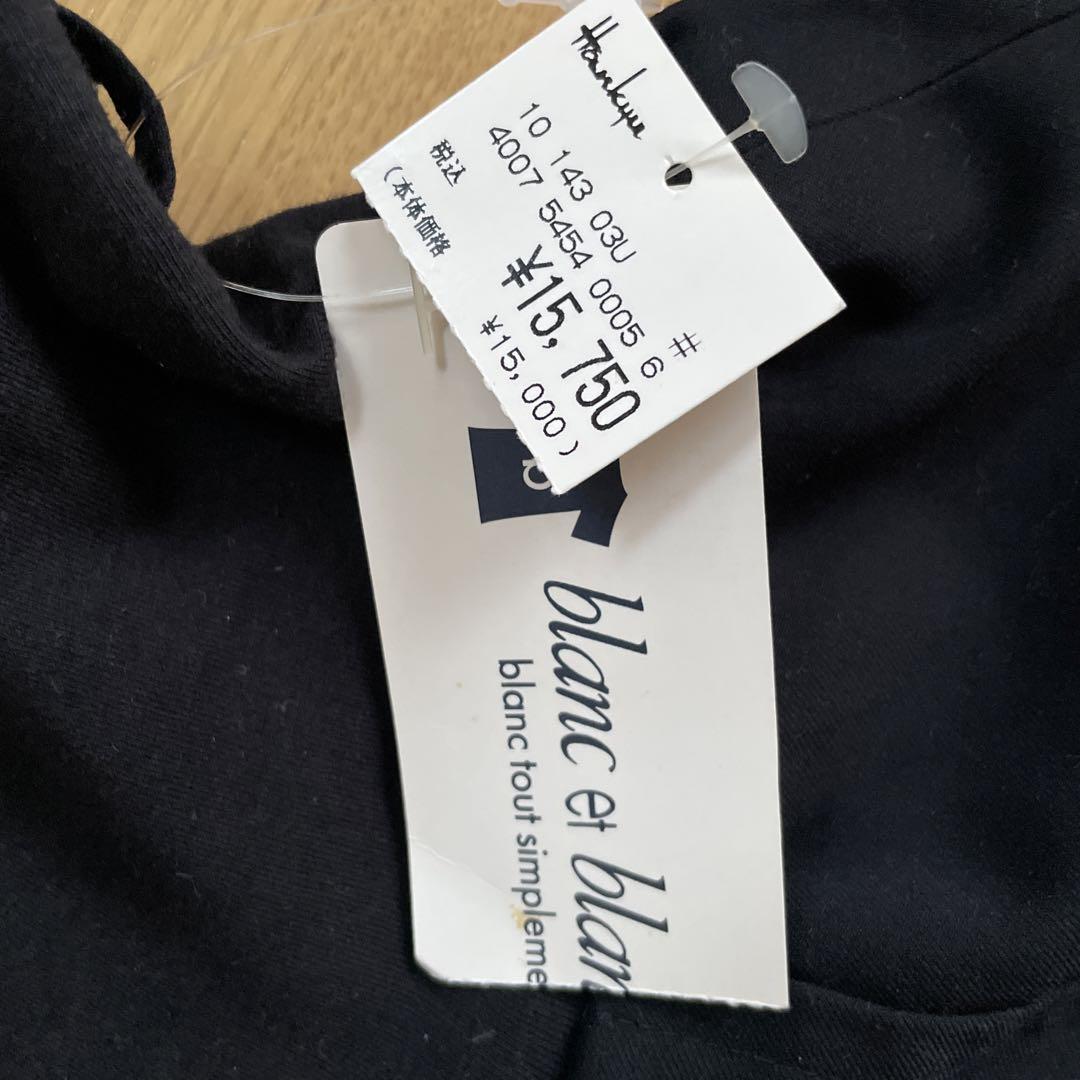 Hankyu
10 143 03U
4007 5454 0005 6 #
税込 ¥15,750
(本体価格 ¥15,000)
b
blanc et blan
blanc tout simpleme